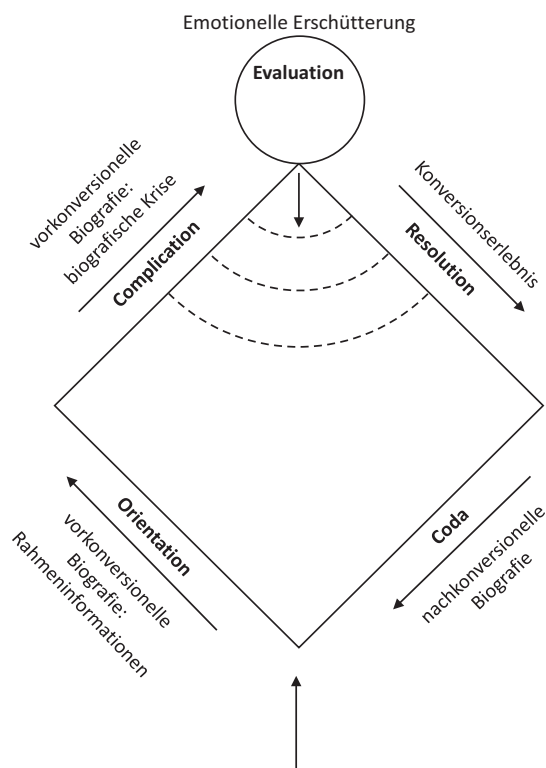 Emotionelle Erschütterung
Evaluation
vorkonversionelle
Biografie:
biografische Krise
Complication
Konversionserlebnis
Resolution
Orientation
vorkonversionelle
Biografie:
Rahmeninformationen
Coda
nachkonversionelle
Biografie